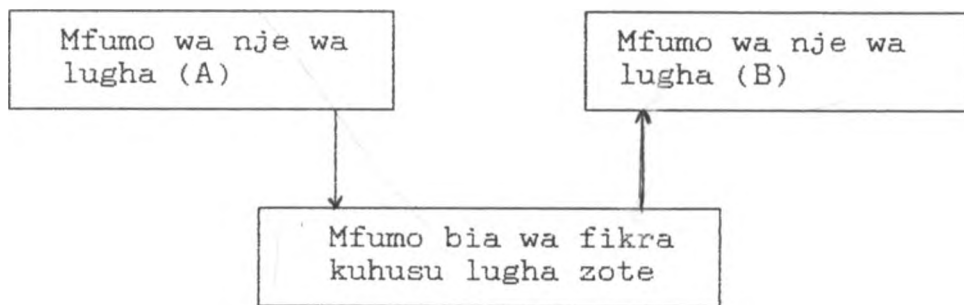 Mfumo wa nje wa
lugha (A)
Mfumo wa nje wa
lugha (B)
Mfumo bia wa fikra
kuhusu lugha zote